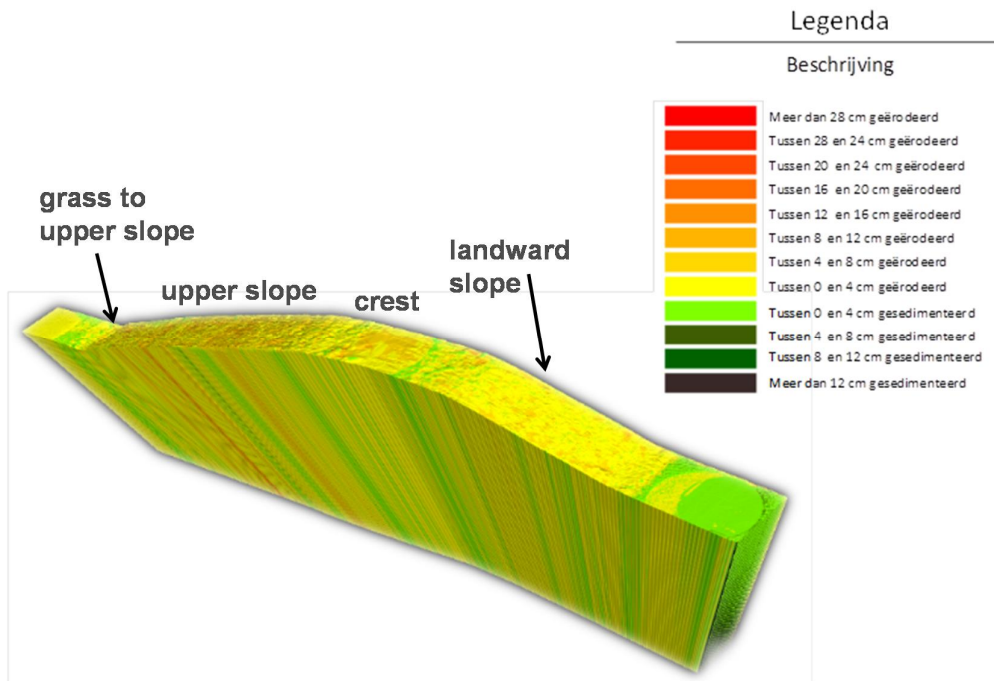 Legenda
Beschrijving
Meer dan 28 cm geërodeerd
Tussen 28 en 24 cm geërodeerd
Tussen 20 en 24 cm geërodeerd
Tussen 16 en 20 cm geërodeerd
Tussen 12 en 16 cm geërodeerd
Tussen 8 en 12 cm geërodeerd
Tussen 4 en 8 cm geërodeerd
Tussen 0 en 4 cm geërodeerd
Tussen 0 en 4 cm gesedimenteerd
Tussen 4 en 8 cm gesedimenteerd
Tussen 8 en 12 cm gesedimenteerd
Meer dan 12 cm gesedimenteerd
grass to
upper slope
upper slope
crest
landward
slope